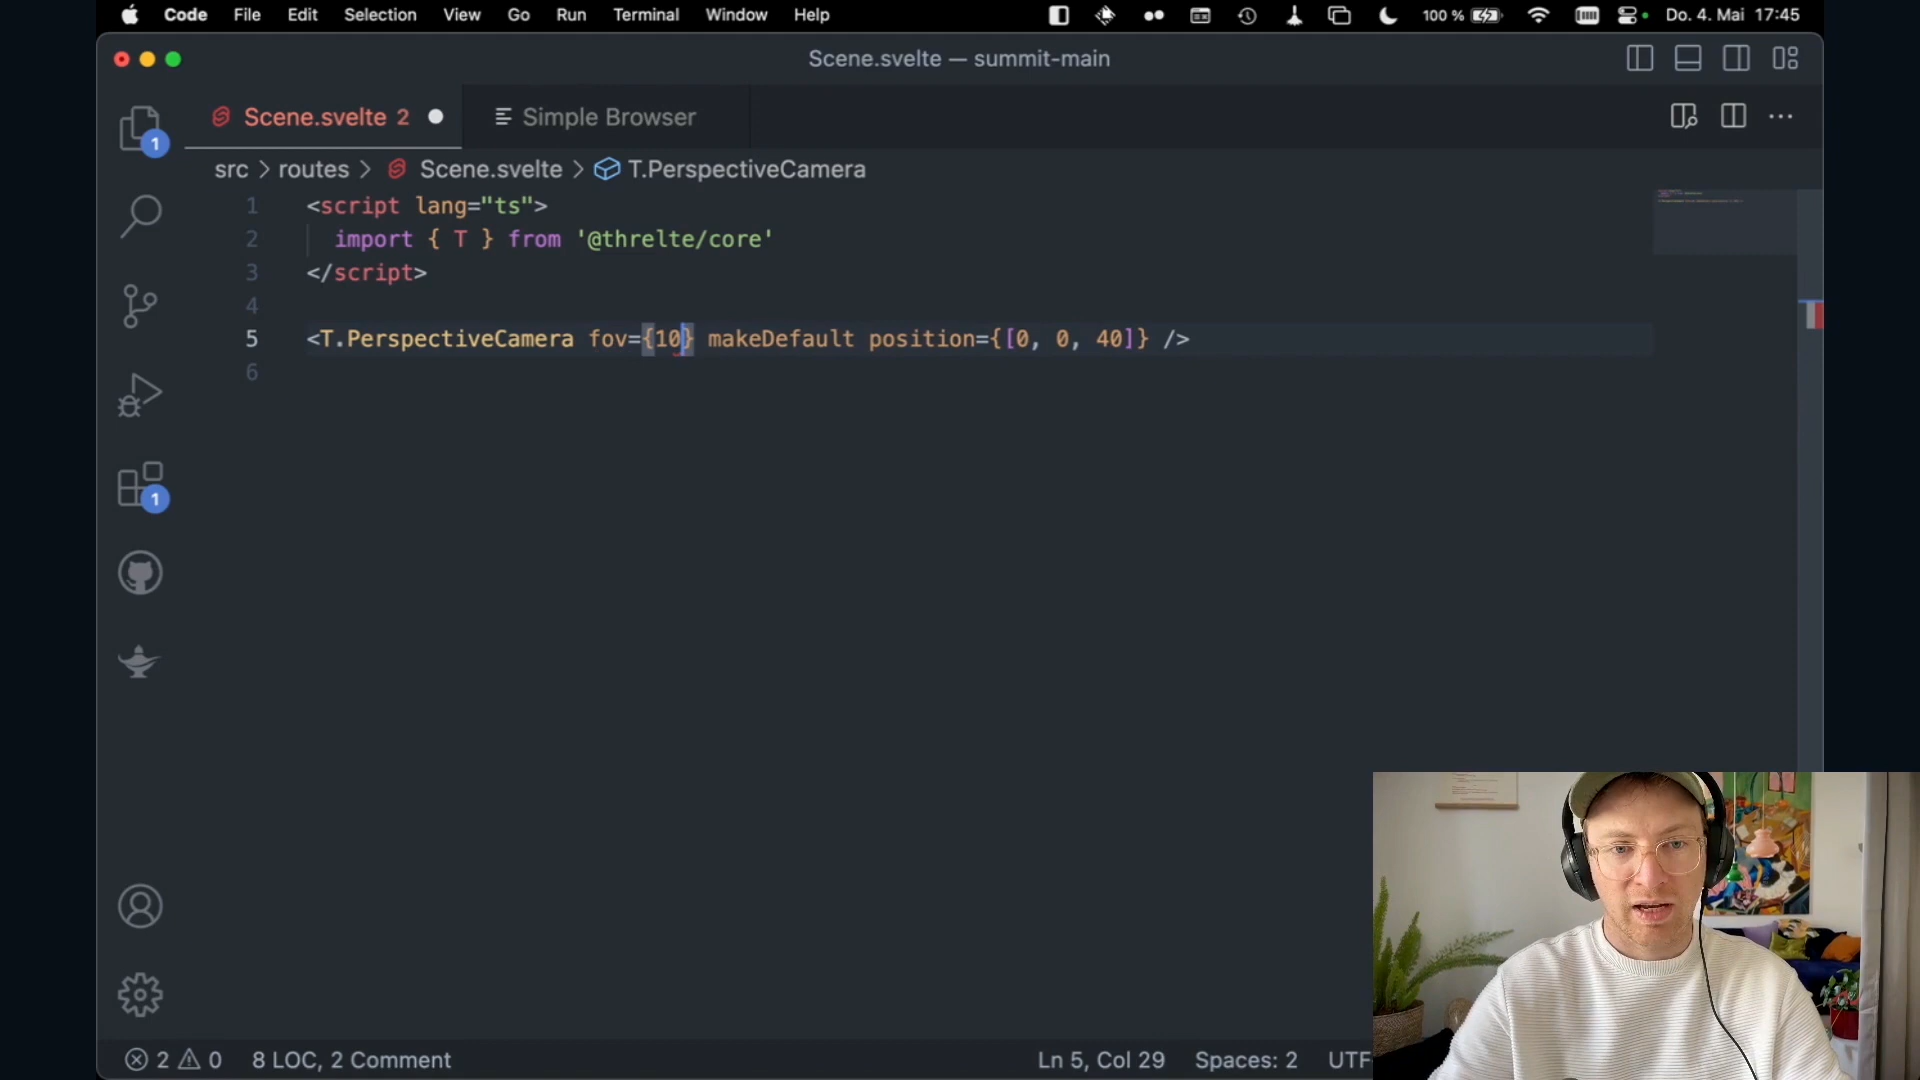 Code File Edit Selection View Go Run Terminal Window Help 100 % Do. 4. Mai 17:45
Scene.svelte — summit-main
Scene.svelte 2 Simple Browser
src > routes > Scene.svelte > T.PerspectiveCamera
1 <script lang="ts">
2 import { T } from '@threlte/core'
3 </script>
4
5 <T.PerspectiveCamera fov={10} makeDefault position={[0, 0, 40]} />
6
1
1
2 0 8 LOC, 2 Comment Ln 5, Col 29 Spaces: 2 UTF